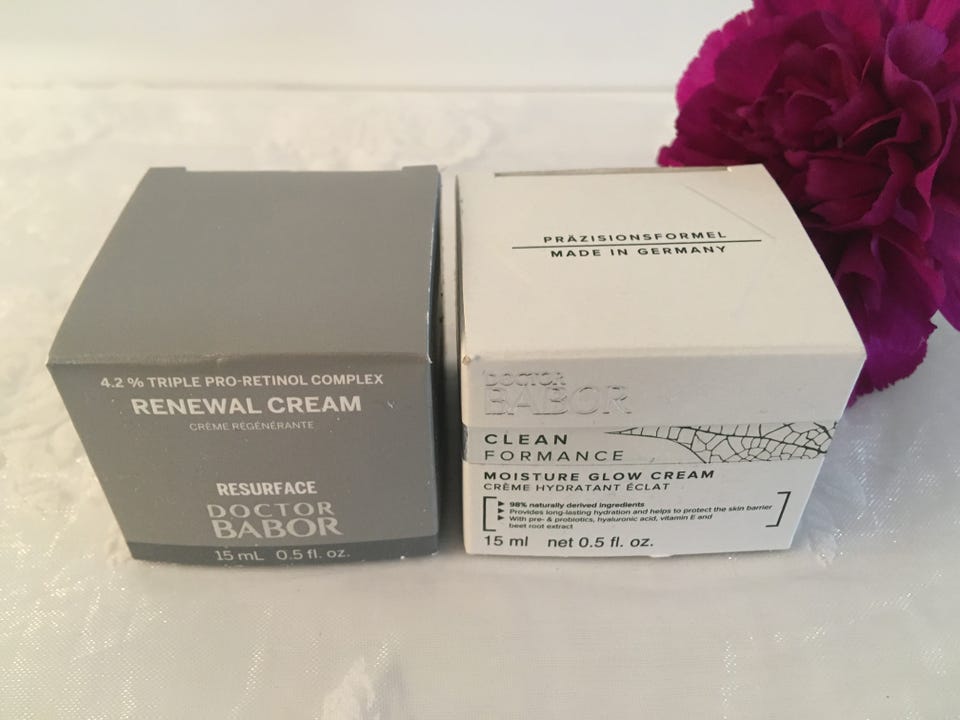 4.2 % TRIPLE PRO-RETINOL COMPLEX
RENEWAL CREAM
CRÈME RÉGÉNÉRANTE
RESURFACE
DOCTOR
BABOR
15 mL 0.5 fl. oz.
PRÄZISIONSFORMEL
MADE IN GERMANY
DOCTOR
BABOR
CLEAN
FORMANCE
MOISTURE GLOW CREAM
CRÈME HYDRATANT ÉCLAT
98% naturally derived ingredients
Provides long-lasting hydration and helps to protect the skin barrier
With pre- & probiotics, hyaluronic acid, vitamin E and
beet root extract
15 ml net 0.5 fl. oz.